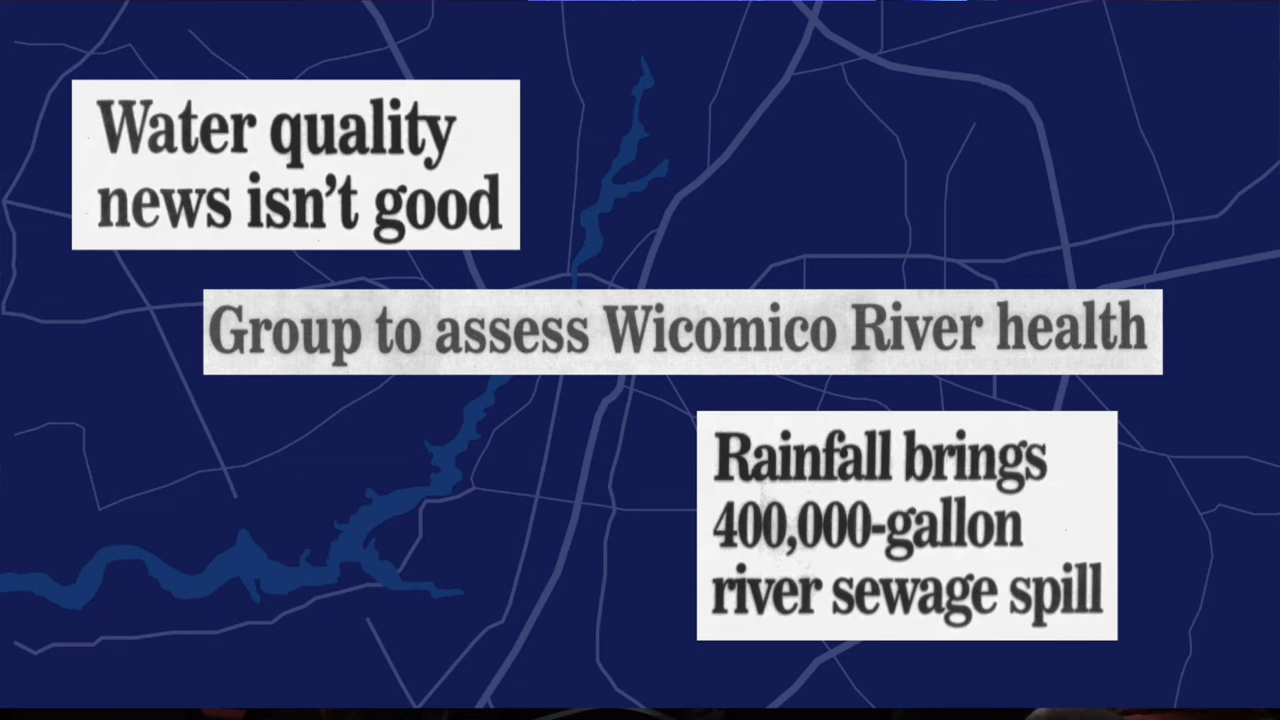 Water quality
news isn't good
Group to assess Wicomico River health
Rainfall brings
400,000-gallon
river sewage spill